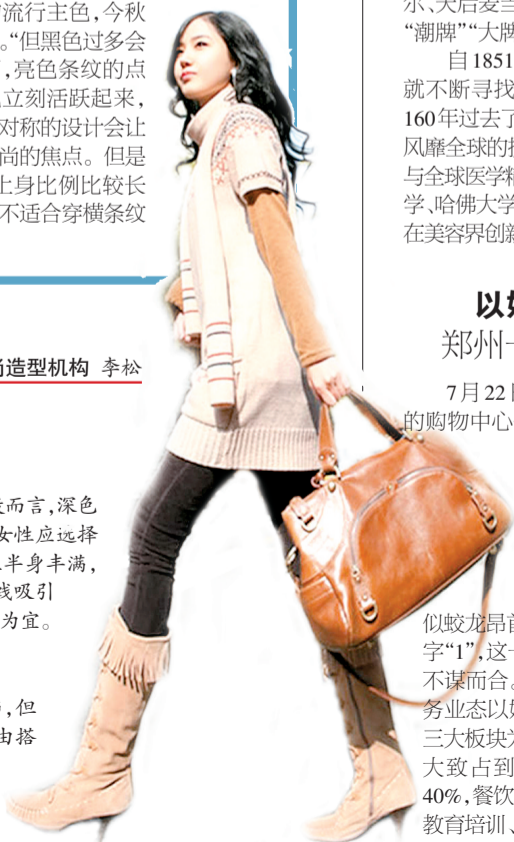 流行主色，今秋
。“但黑色过多会
，亮色条纹的点
立刻活跃起来，
对称的设计会让
尚的焦点。但是
上身比例比较长
不适合穿横条纹
尚造型机构 李松
而言，深色
女性应选择
半身丰满，
线吸引
为宜。
，但
由搭
尔、天后麦当
“潮牌”“大牌
自1851
就不断寻找
160年过去了
风靡全球的
与全球医学精
学、哈佛大学
在美容界创新
以
郑州
7月22日
的购物中心
似蛟龙昂首
字“1”，这一
不谋而合。
务业态以
三大板块
大致占到
40%，餐饮
教育培训、